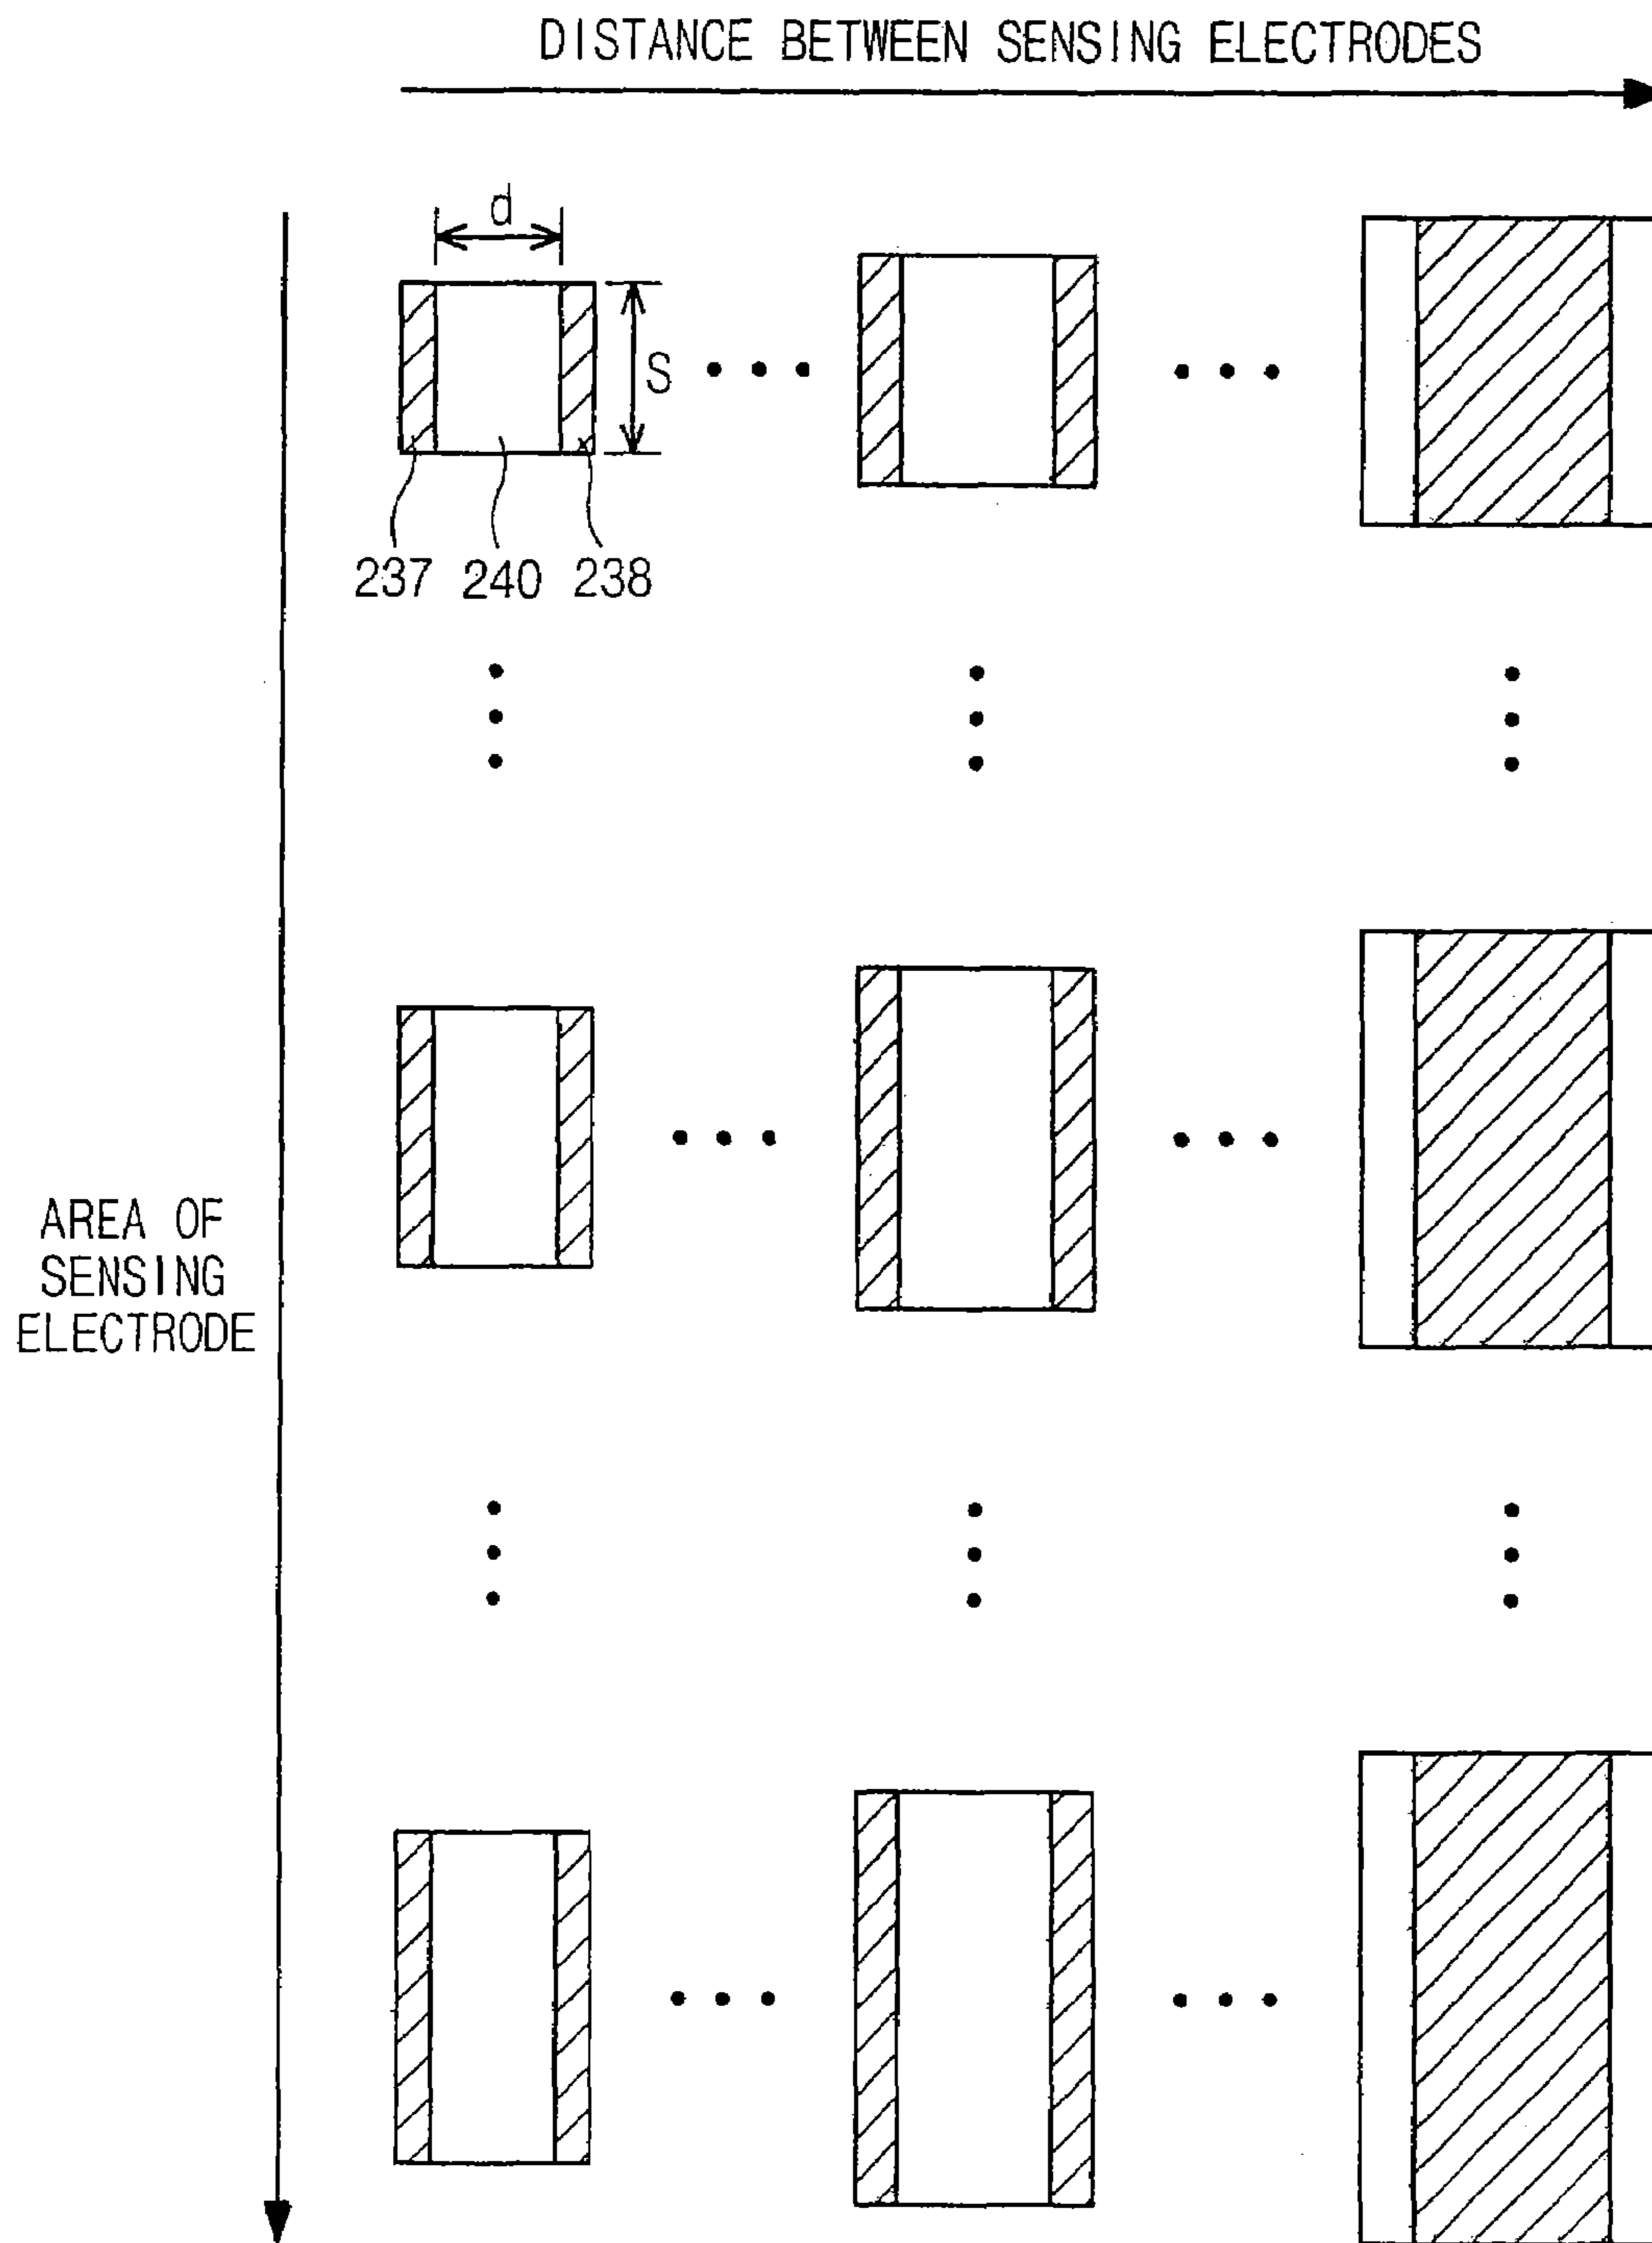 DISTANCE BETWEEN SENSING ELECTRODES
d
S
237 240 238
AREA OF
SENSING
ELECTRODE